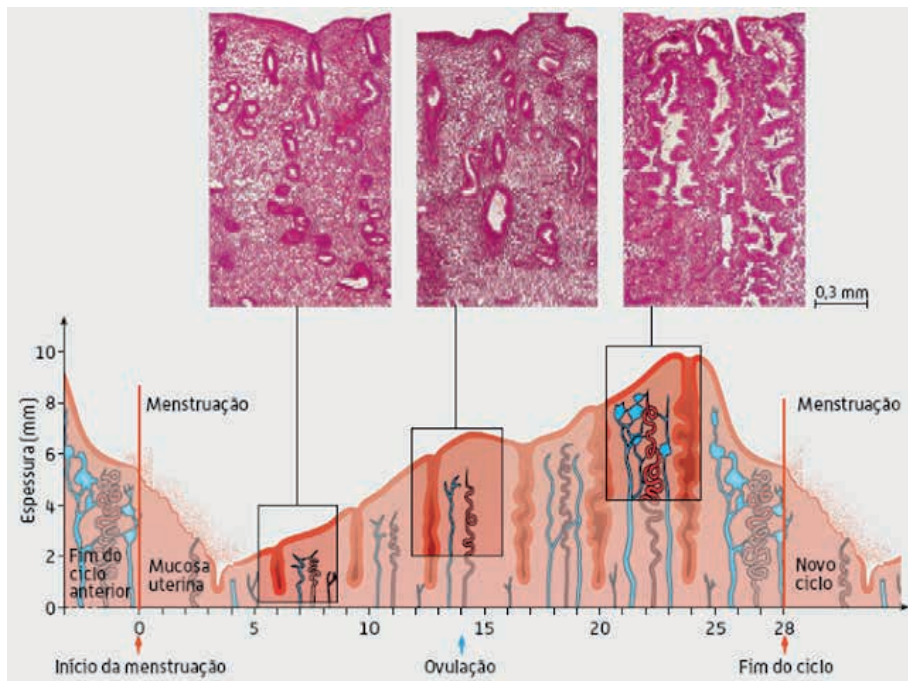 0,3 mm
Espessura (mm)
10
8
6
4
2
0
Menstruação
Menstruação
Fim do
ciclo
anterior
Mucosa
uterina
Novo
ciclo
0
5
10
15
20
25
28
Início da menstruação
Ovulação
Fim do ciclo